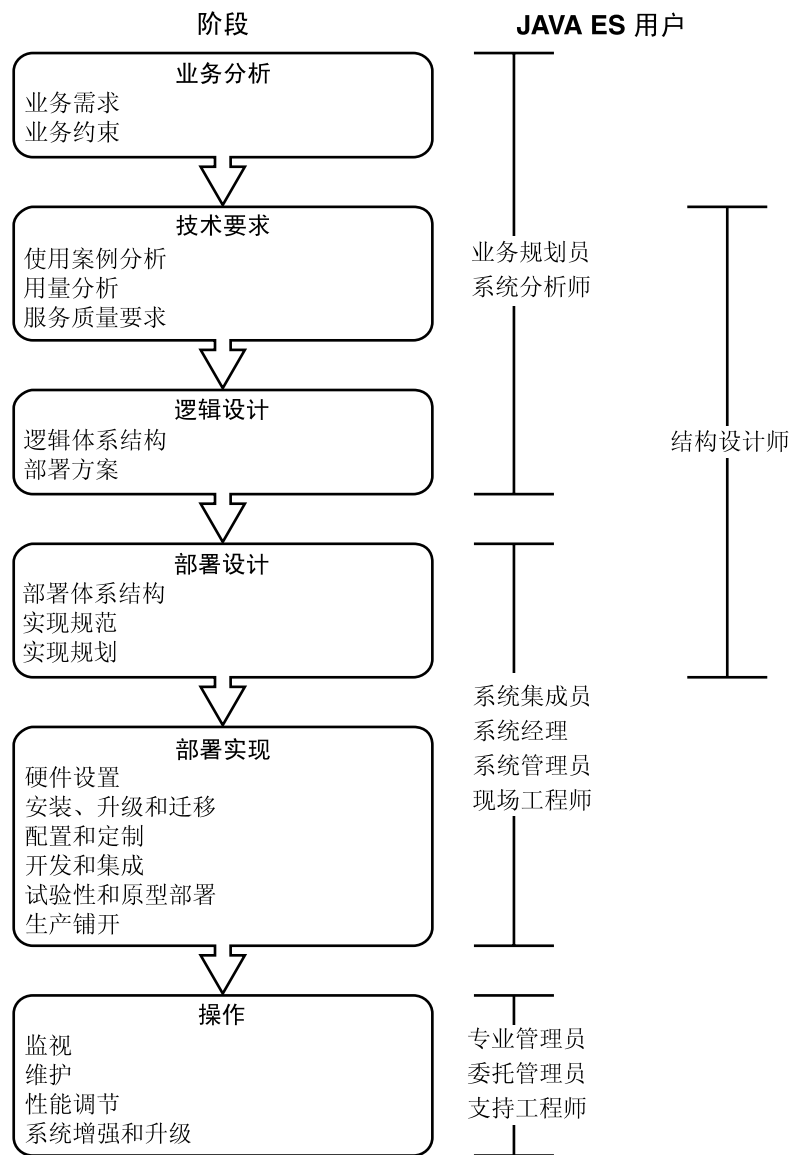 阶段
JAVA ES 用户
业务分析
业务需求
业务约束
技术要求
使用案例分析
用量分析
服务质量要求
业务规划员
系统分析师
逻辑设计
逻辑体系结构
部署方案
结构设计师
部署设计
部署体系结构
实现规范
实现规划
系统集成员
系统经理
系统管理员
现场工程师
部署实现
硬件设置
安装、升级和迁移
配置和定制
开发和集成
试验性和原型部署
生产铺开
操作
监视
维护
性能调节
系统增强和升级
专业管理员
委托管理员
支持工程师